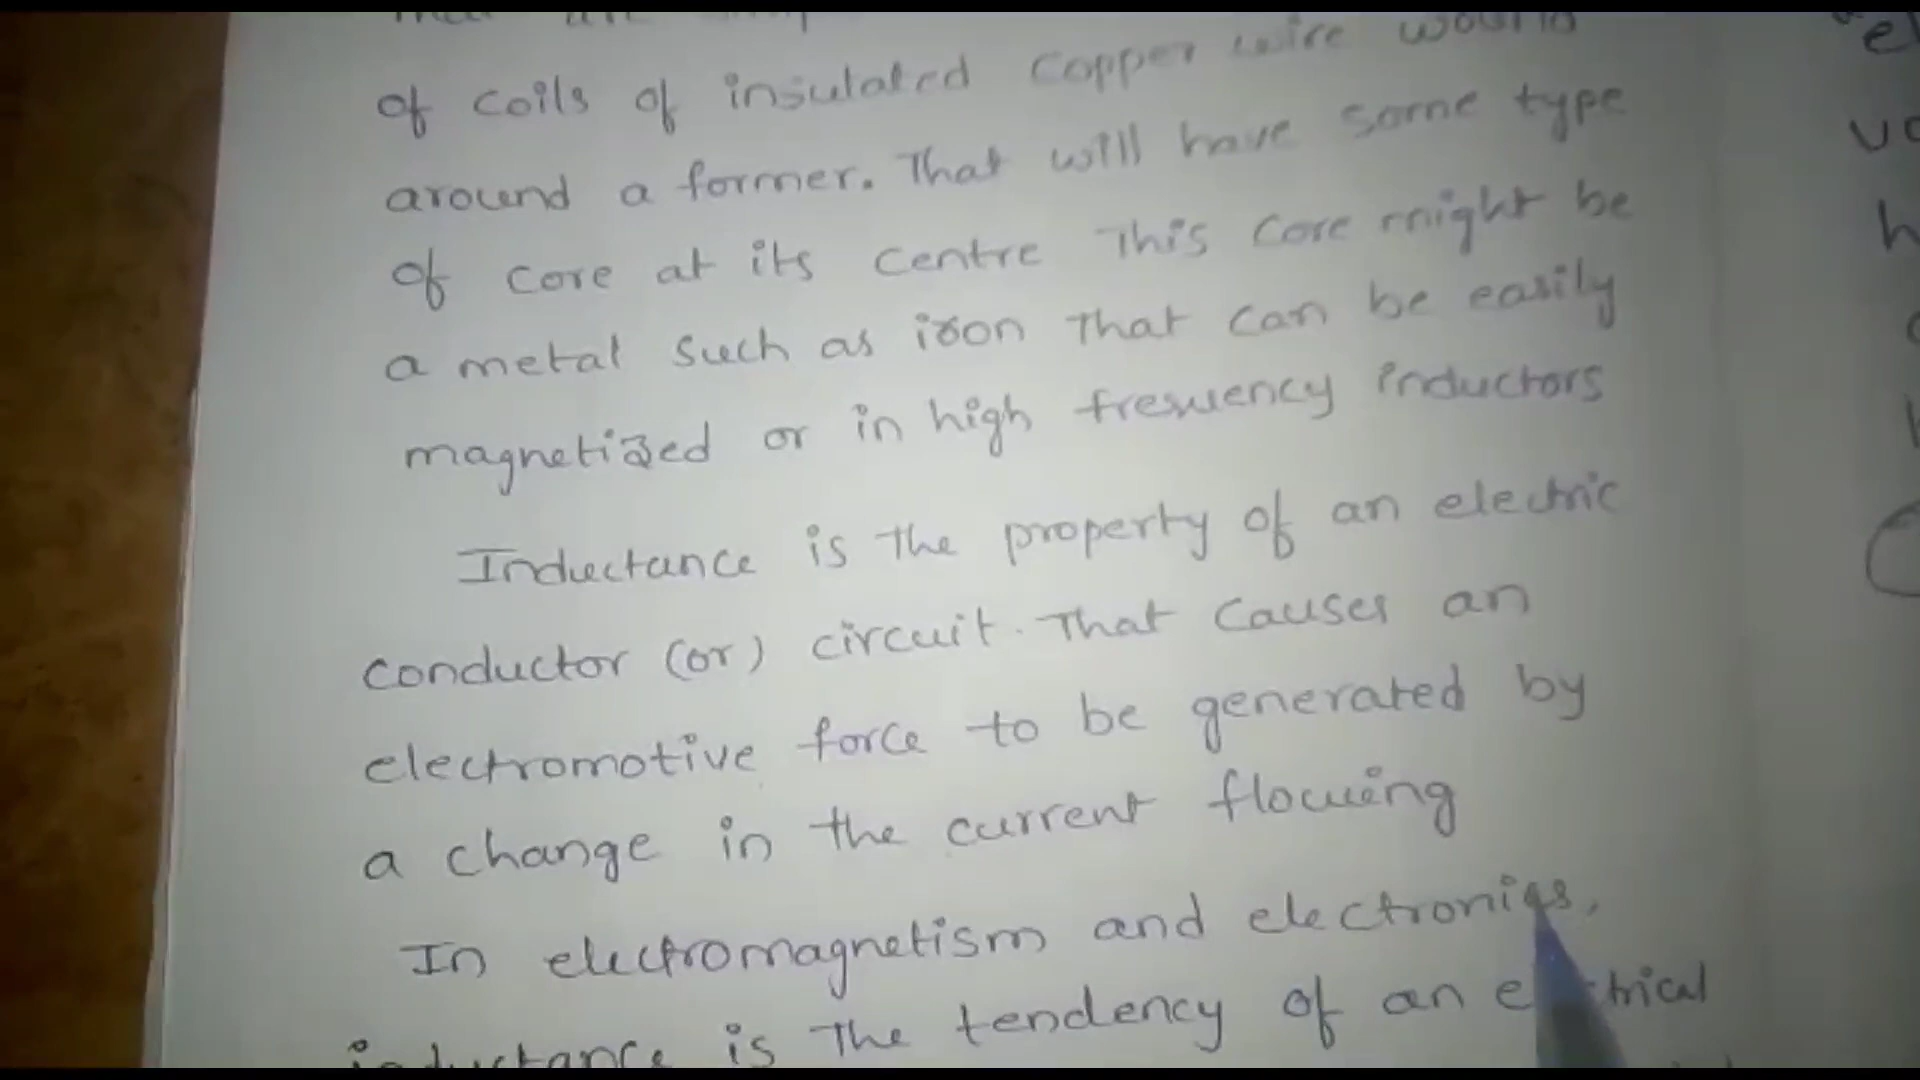 of coils of insulated copper wire wound
around a former. That will have some type
of core at its centre This core might be
a metal such as iron That can be easily
magnetized or in high frequency inductors
Inductance is the property of an electric
conductor (or) circuit. That causes an
electromotive force to be generated by
a change in the current flowing
In electromagnetism and electronics,
inductance is The tendency of an electrical